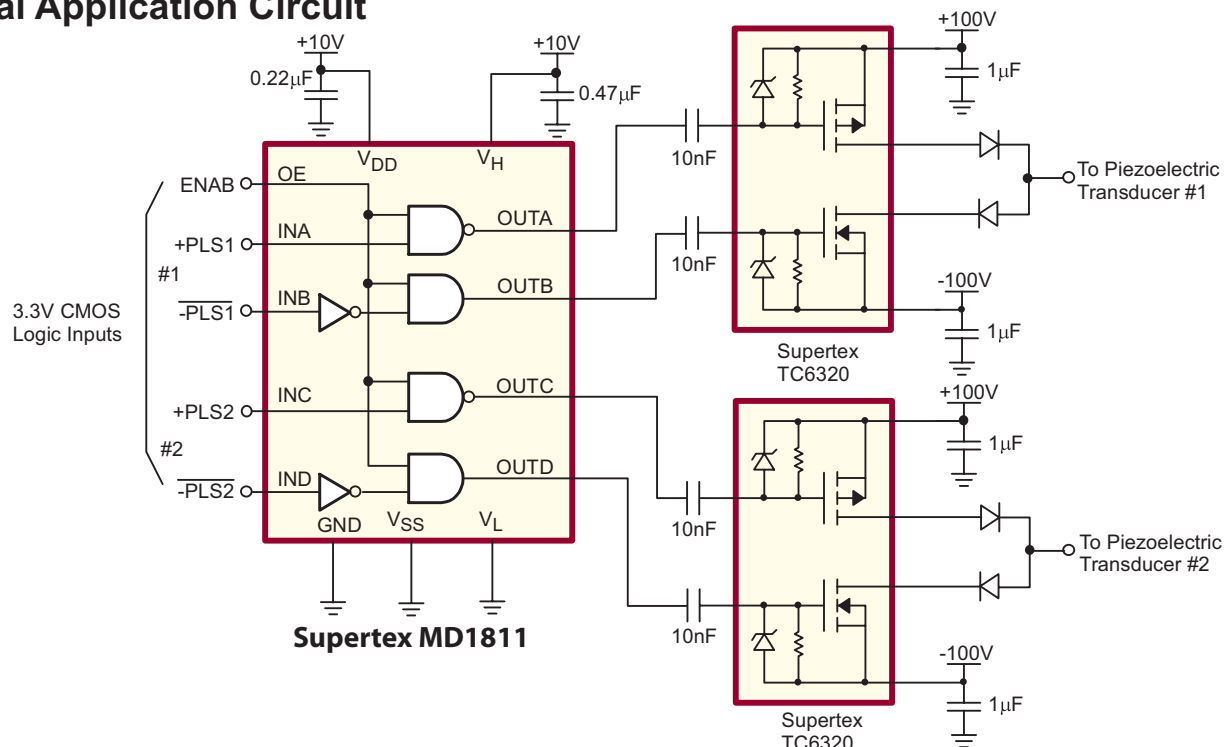 al Application Circuit
+10V
0.22μF
+10V
0.47μF
VDD
VH
3.3V CMOS
Logic Inputs
#1
#2
ENAB
OE
+PLS1
INA
-PLS1
INB
+PLS2
INC
-PLS2
IND
OUTA
OUTB
OUTC
OUTD
GND
VSS
VL
Supertex MD1811
10nF
10nF
10nF
10nF
+100V
1μF
To Piezoelectric
Transducer #1
-100V
1μF
Supertex
TC6320
+100V
1μF
To Piezoelectric
Transducer #2
-100V
1μF
Supertex
TC6320